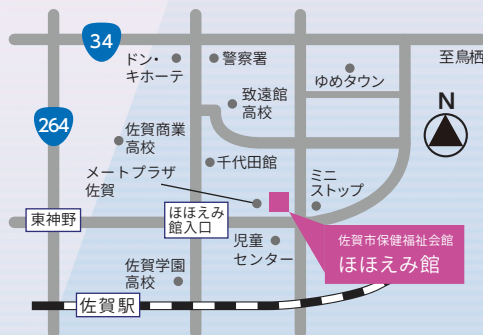 34
至鳥栖
ドン・
キホーテ
警察署
ゆめタウン
致遠館
高校
N
264
佐賀商業
高校
千代田館
メートプラザ
佐賀
ミニ
ストップ
東神野
ほほえみ
館入口
児童
センター
佐賀市保健福祉会館
ほほえみ館
佐賀学園
高校
佐賀駅